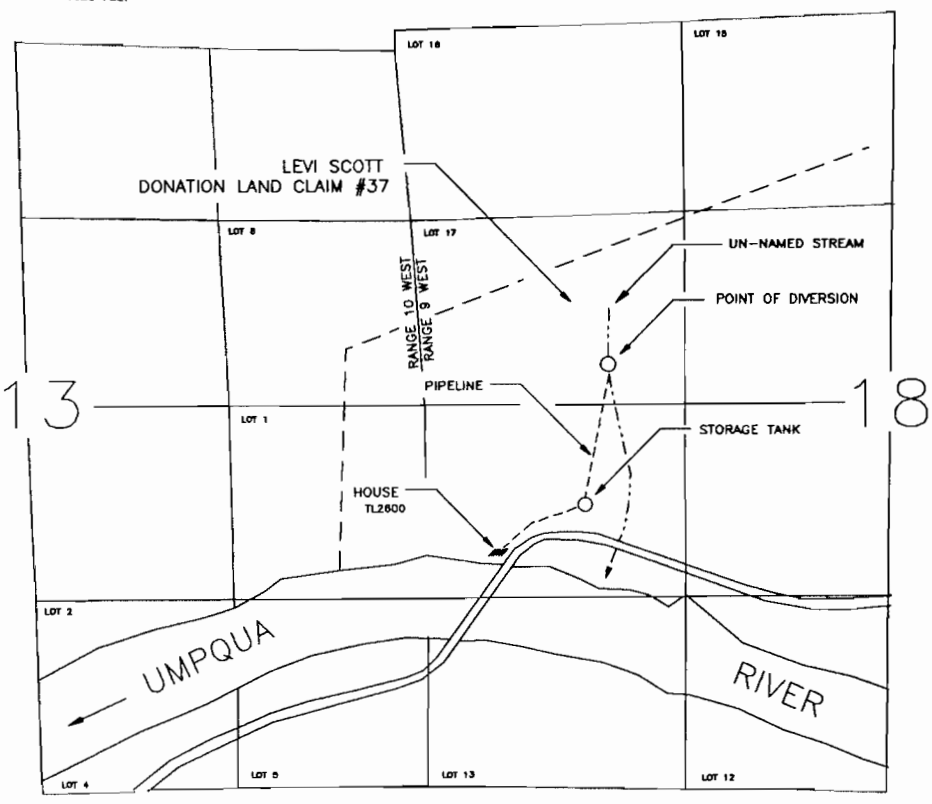 LOT 18
LOT 15
LEVI SCOTT
DONATION LAND CLAIM #37
LOT 8
LOT 17
UN-NAMED STREAM
RANGE 10 WEST
RANGE 9 WEST
POINT OF DIVERSION
PIPELINE
13
18
LOT 1
STORAGE TANK
HOUSE
TL2600
LOT 2
UMPQUA
RIVER
LOT 4
LOT 5
LOT 13
LOT 12